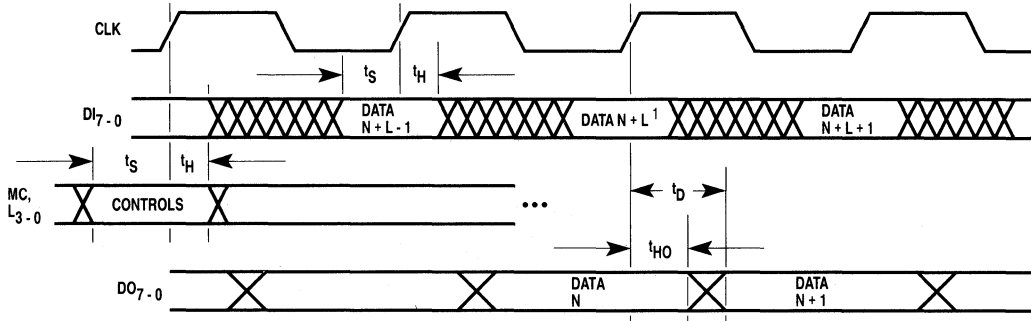 CLK
tS tH
DI7-0
DATA
N + L - 1
DATA N + L1
DATA
N + L + 1
tS tH
MC,
L3-0
CONTROLS
•••
tD
tHO
DO7-0
DATA
N
DATA
N + 1